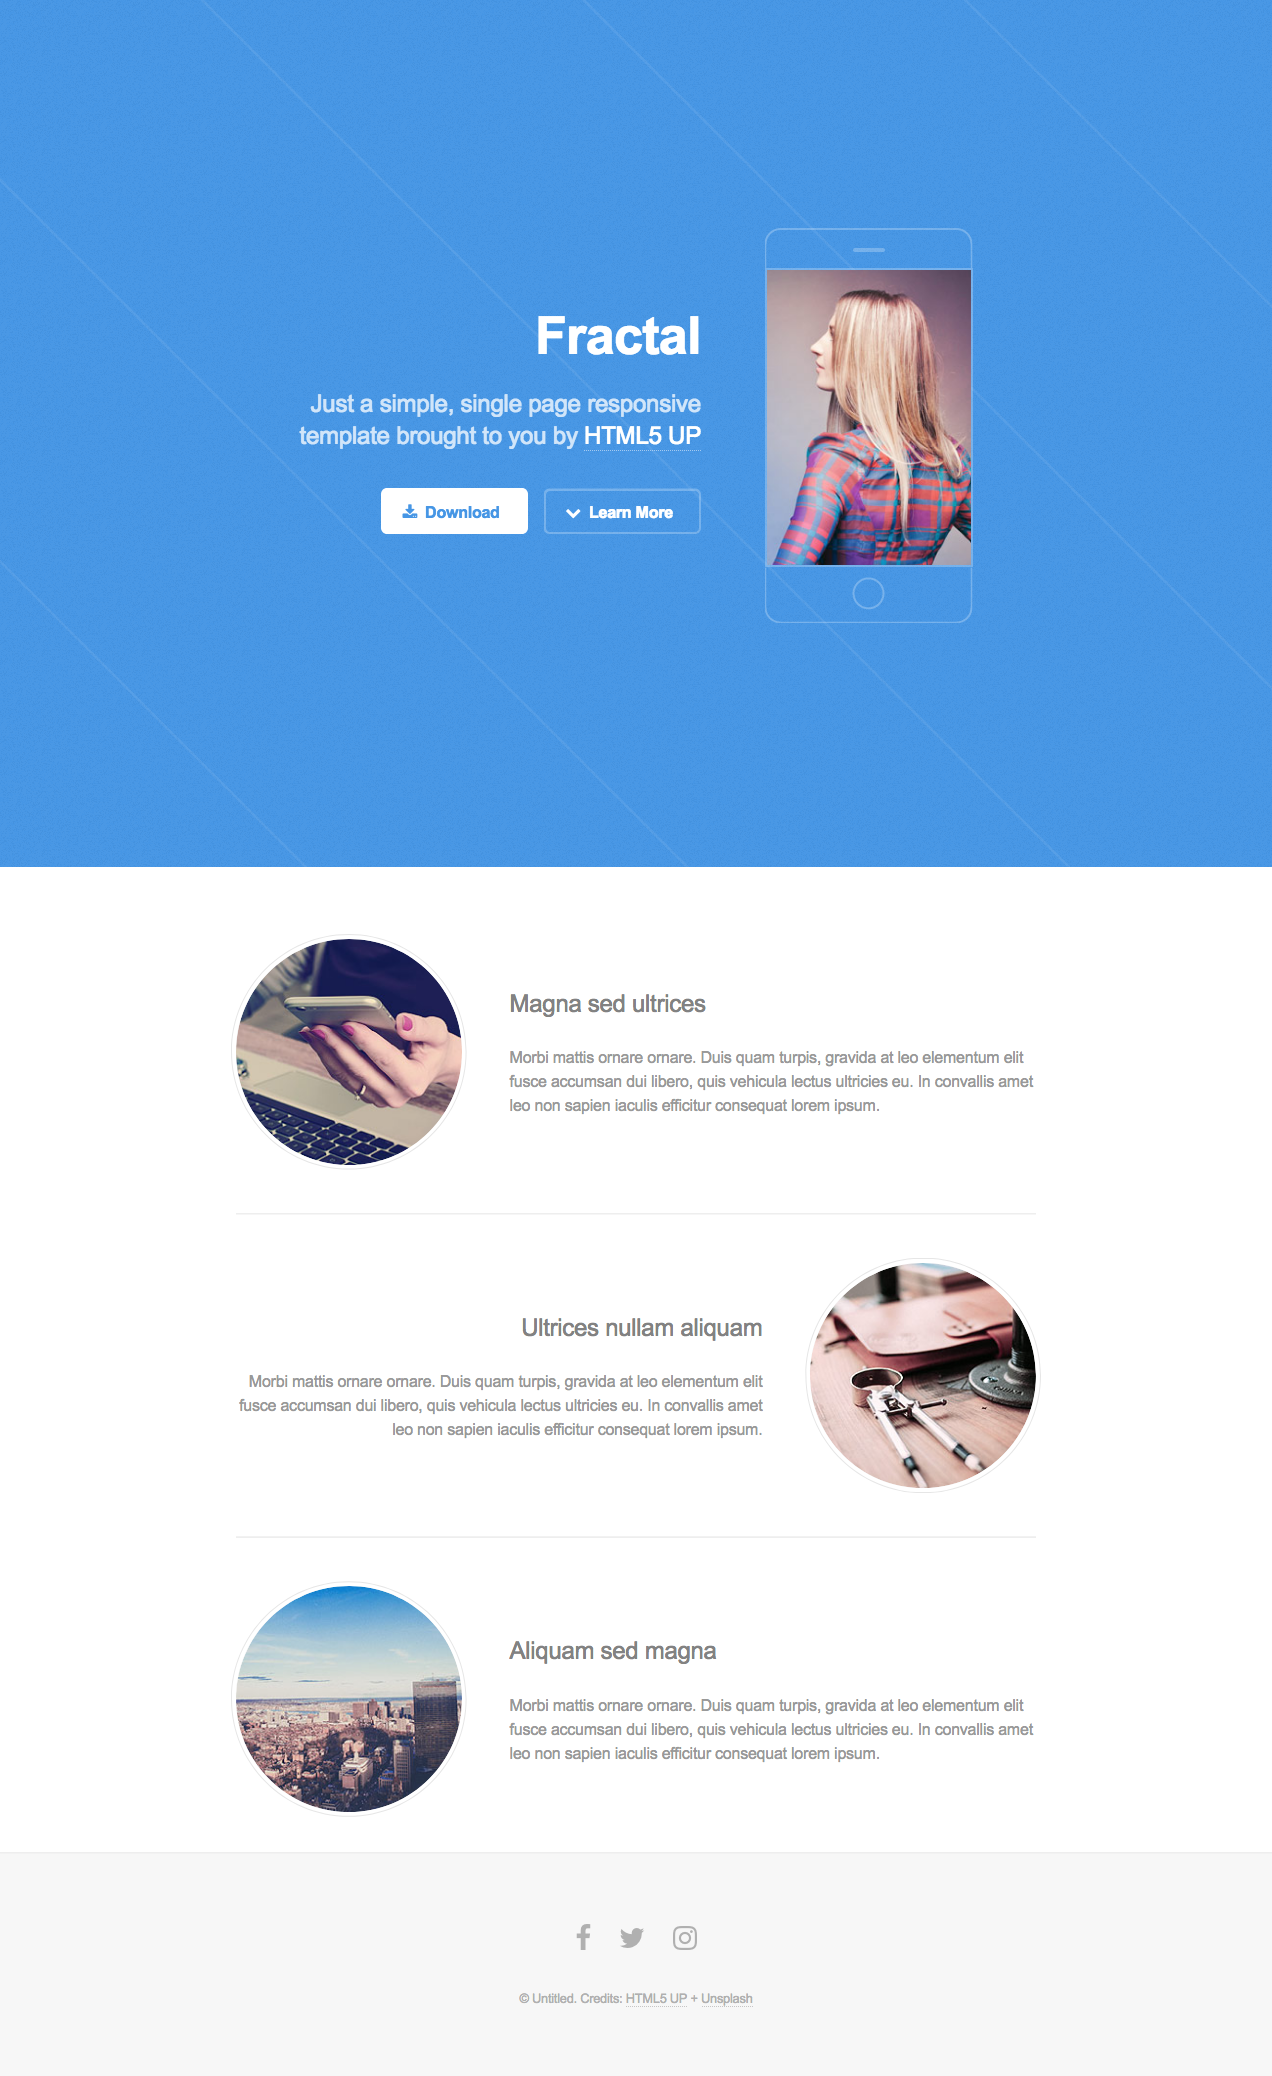 Fractal
Just a simple, single page responsive
template brought to you by HTML5 UP
Download
Learn More
Magna sed ultrices
Morbi mattis ornare ornare. Duis quam turpis, gravida at leo elementum elit
fusce accumsan dui libero, quis vehicula lectus ultricies eu. In convallis amet
leo non sapien iaculis efficitur consequat lorem ipsum.
Ultrices nullam aliquam
Morbi mattis ornare ornare. Duis quam turpis, gravida at leo elementum elit
fusce accumsan dui libero, quis vehicula lectus ultricies eu. In convallis amet
leo non sapien iaculis efficitur consequat lorem ipsum.
Aliquam sed magna
Morbi mattis ornare ornare. Duis quam turpis, gravida at leo elementum elit
fusce accumsan dui libero, quis vehicula lectus ultricies eu. In convallis amet
leo non sapien iaculis efficitur consequat lorem ipsum.
© Untitled. Credits: HTML5 UP + Unsplash